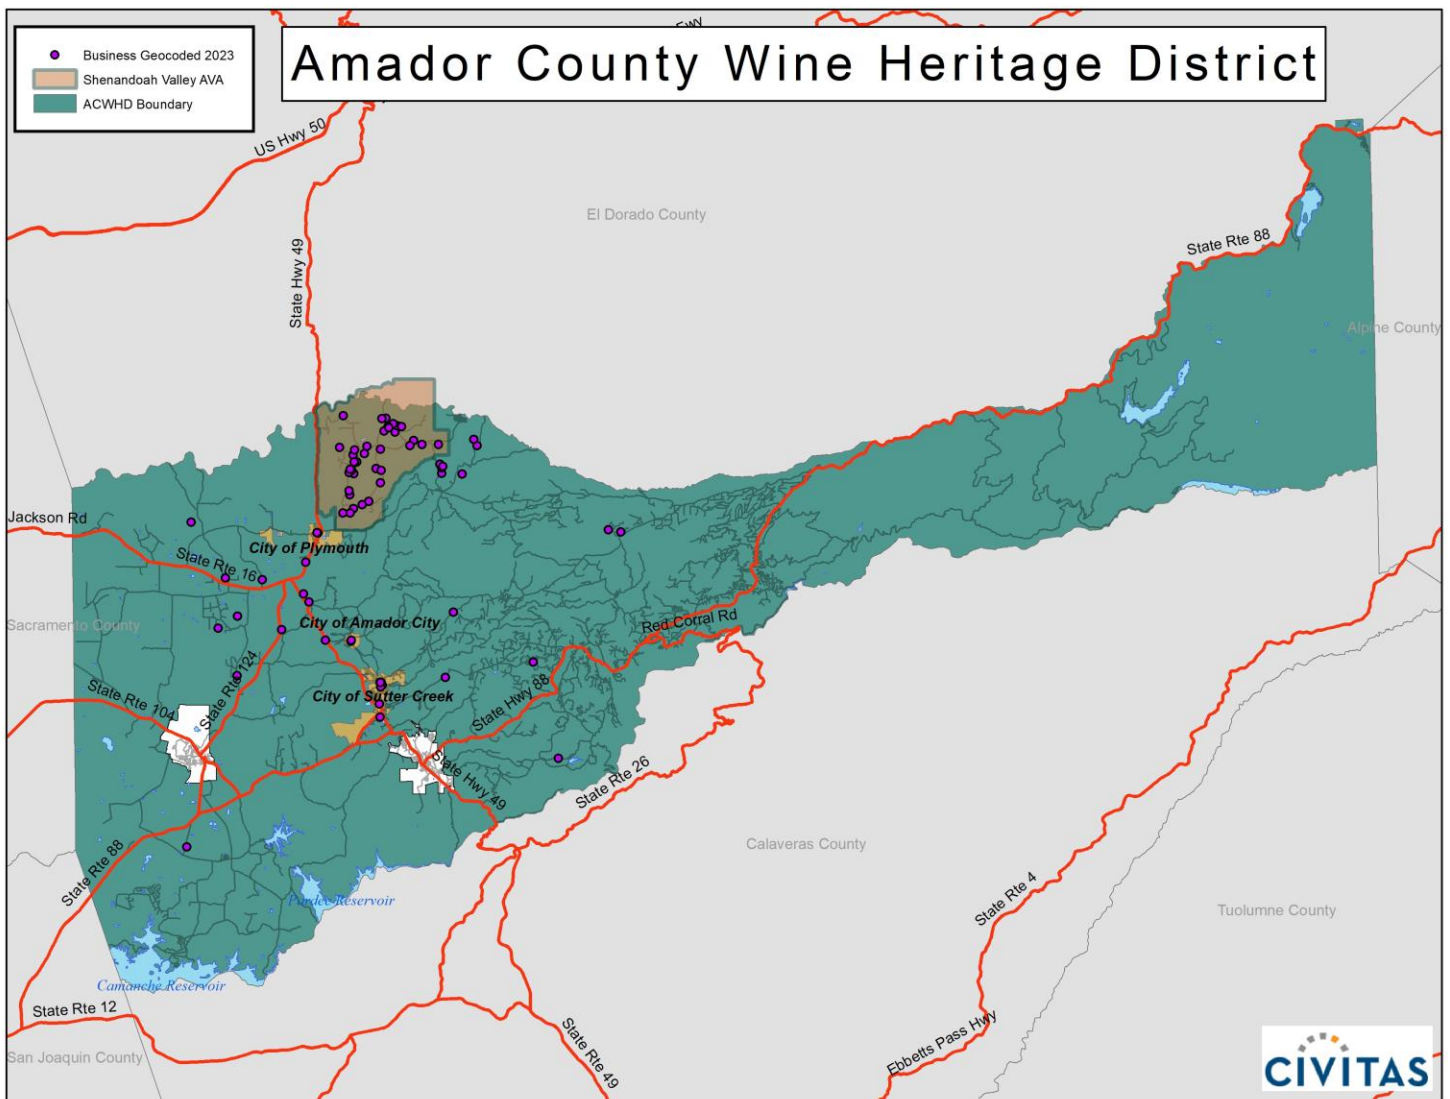 Fwy
Business Geocoded 2023
Shenandoah Valley AVA
ACWHD Boundary
Amador County Wine Heritage District
US Hwy 50
El Dorado County
State Rte 88
State Hwy 49
Alpine County
Jackson Rd
City of Plymouth
State Rte 16
City of Amador City
Red Corral Rd
Sacramento County
State Rte 124
State Rte 104
City of Sutter Creek
State Hwy 88
State Hwy 49
State Rte 26
Calaveras County
State Rte 88
Pardee Reservoir
State Rte 4
Tuolumne County
Camanche Reservoir
State Rte 12
State Rte 49
Ebbetts Pass Hwy
San Joaquin County
CIVITAS